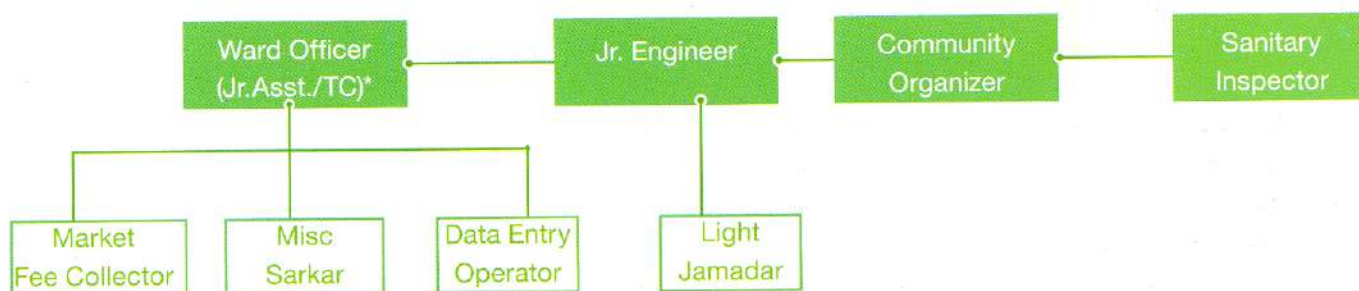 Ward Officer
(Jr.Asst./TC)*
Jr. Engineer
Community
Organizer
Sanitary
Inspector
Market
Fee Collector
Misc
Sarkar
Data Entry
Operator
Light
Jamadar